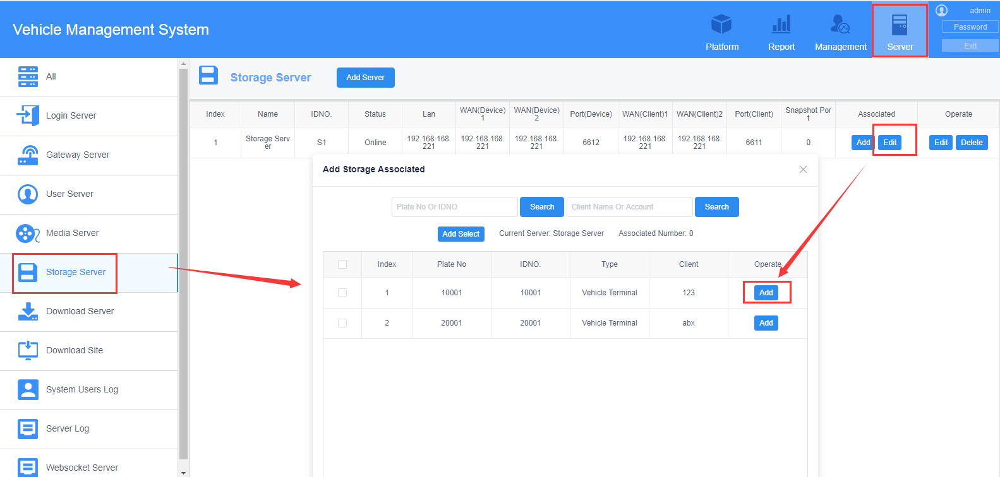 Vehicle Management System
Platform
Report
Management
Server
admin
Password
Exit
All
Login Server
Gateway Server
User Server
Media Server
Storage Server
Download Server
Download Site
System Users Log
Server Log
Websocket Server
Storage Server
Add Server
Index Name IDNO. Status Lan WAN(Device) WAN(Device) Port(Device) WAN(Client)1 WAN(Client)2 Port(Client) Snapshot Por Associated Operate
1 2 t
1 Storage Serv S1 Online 192.168.168. 192.168.168. 192.168.168. 6612 192.168.168. 192.168.168. 6611 0 Add Edit Edit Delete
er 221 221 221 221 221
Add Storage Associated
Plate No Or IDNO Search Client Name Or Account Search
Add Select Current Server: Storage Server Associated Number: 0
Index Plate No IDNO. Type Client Operate
1 10001 10001 Vehicle Terminal 123 Add
2 20001 20001 Vehicle Terminal abx Add